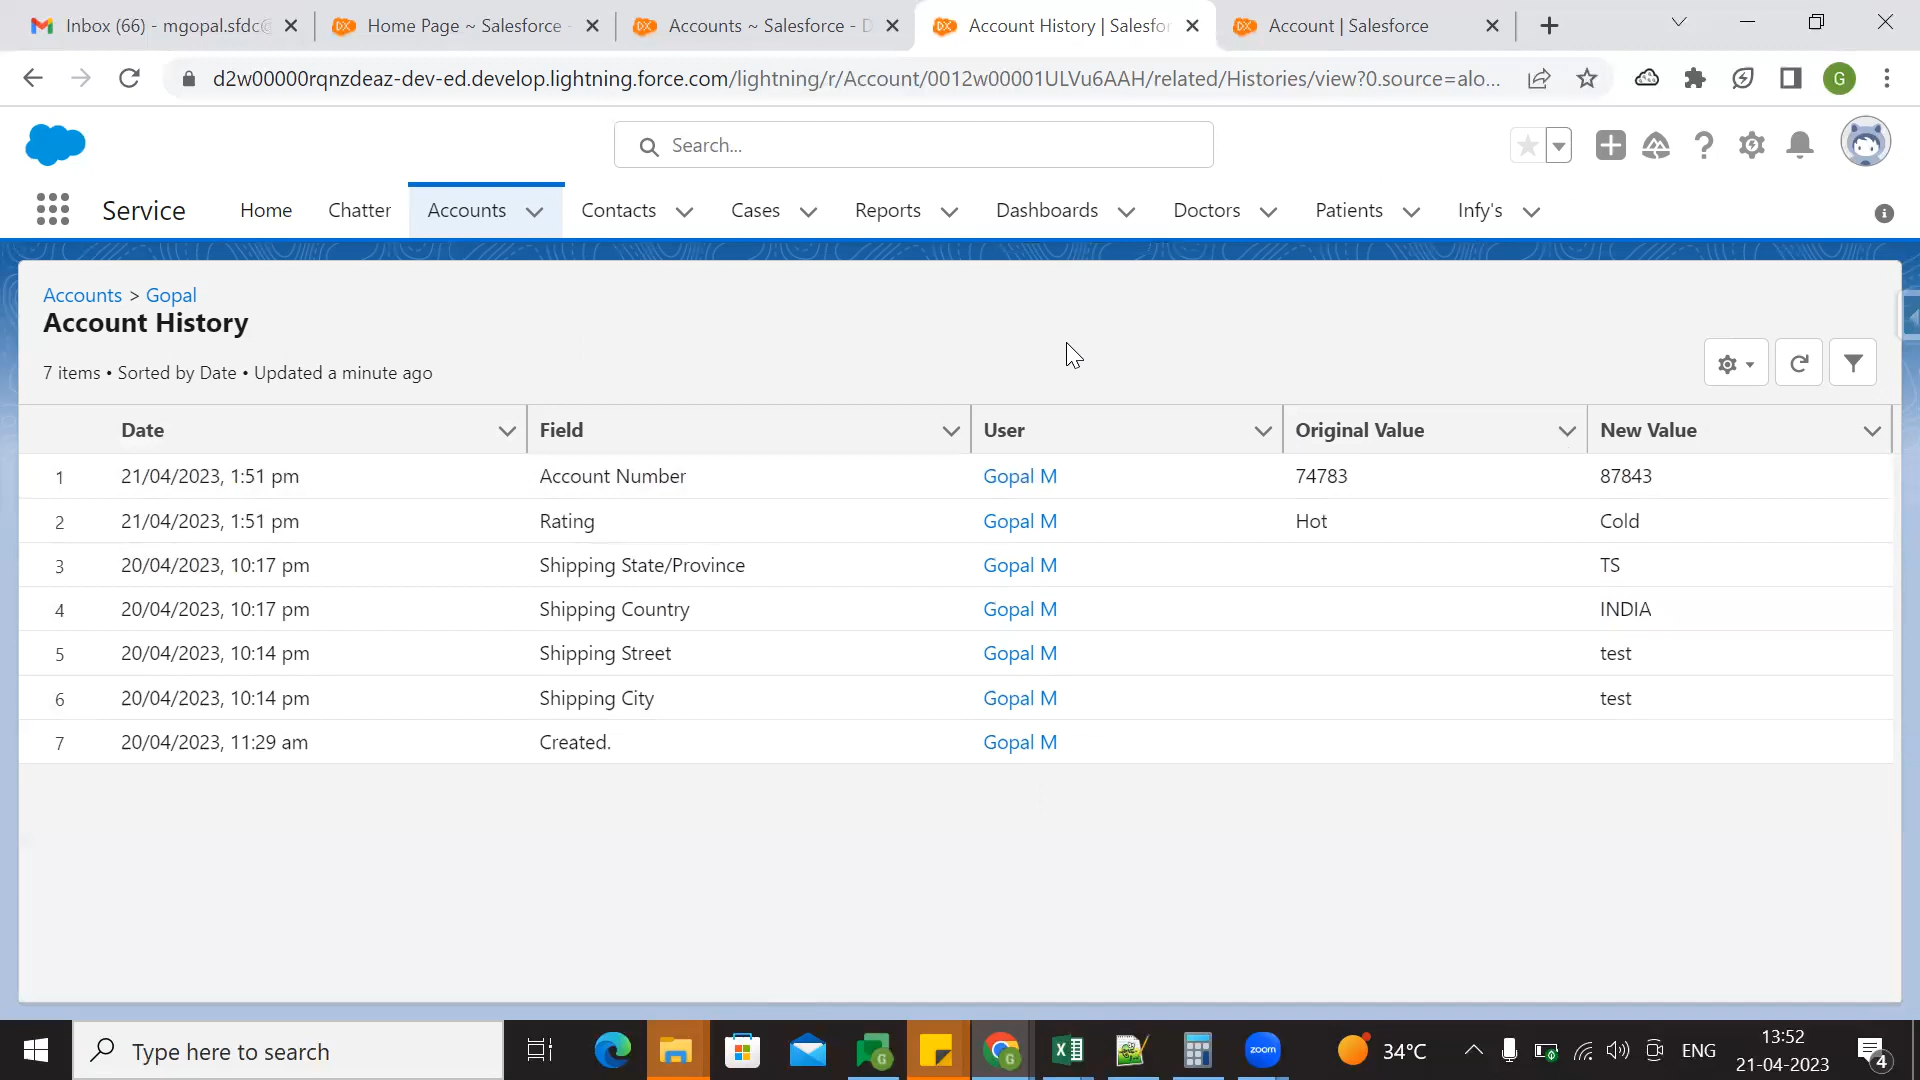 Inbox (66) - mgopal.sfdc@
Home Page ~ Salesforce -
Accounts ~ Salesforce - D
Account History | Salesfor
Account | Salesforce
d2w00000rqnzdeaz-dev-ed.develop.lightning.force.com/lightning/r/Account/0012w00001ULVu6AAH/related/Histories/view?0.source=alo...
G
Search...
Service Home Chatter Accounts Contacts Cases Reports Dashboards Doctors Patients Infy's
Accounts > Gopal
Account History
7 items • Sorted by Date • Updated a minute ago
Date Field User Original Value New Value
1 21/04/2023, 1:51 pm Account Number Gopal M 74783 87843
2 21/04/2023, 1:51 pm Rating Gopal M Hot Cold
3 20/04/2023, 10:17 pm Shipping State/Province Gopal M TS
4 20/04/2023, 10:17 pm Shipping Country Gopal M INDIA
5 20/04/2023, 10:14 pm Shipping Street Gopal M test
6 20/04/2023, 10:14 pm Shipping City Gopal M test
7 20/04/2023, 11:29 am Created. Gopal M
Type here to search
zoom
34°C
ENG
13:52
21-04-2023
4